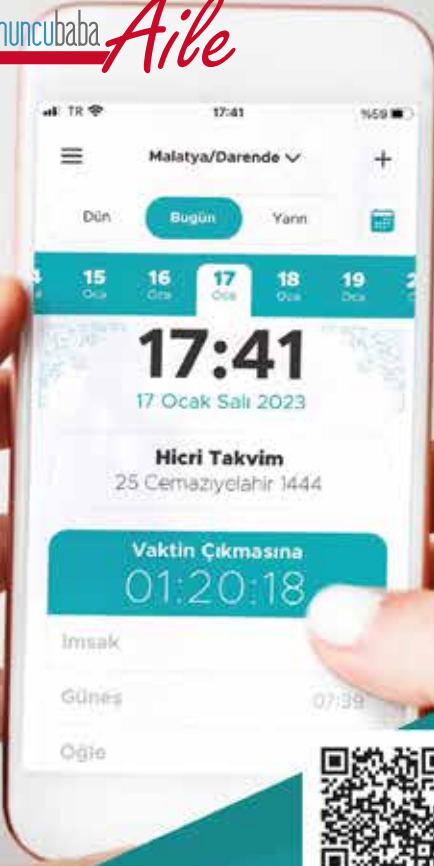 Aile
TR 17:41 %59
Malatya/Darende
Dün Bugün Yarın
15 16 17 18 19
Oca Oca Oca Oca Oca
17:41
17 Ocak Salı 2023
Hicri Takvim
25 Cemaziyelahir 1444
Vaktin Çıkmasına
01:20:18
İmsak
Güneş 07:39
Öğle